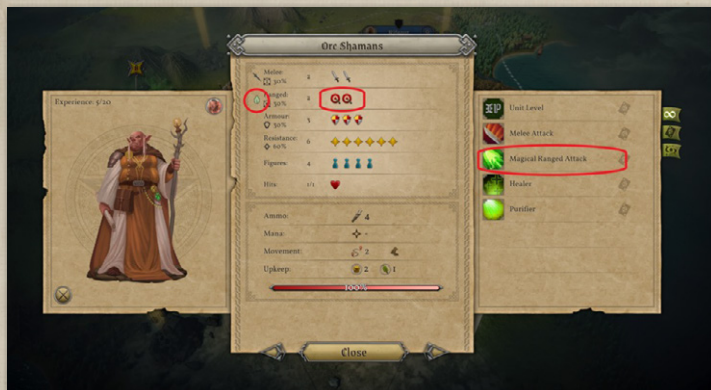 Orc Shamans
Experience: 5/20
Melee: 2
30%
Ranged: 2
30%
Armour: 3
30%
Resistance: 6
Figures: 4
Hits: 1/1
Ammo: 4
Mana: -
Movement: 2
Upkeep: 2 1
100%
Close
XP Unit Level
Melee Attack
Magical Ranged Attack
Healer
Purifier